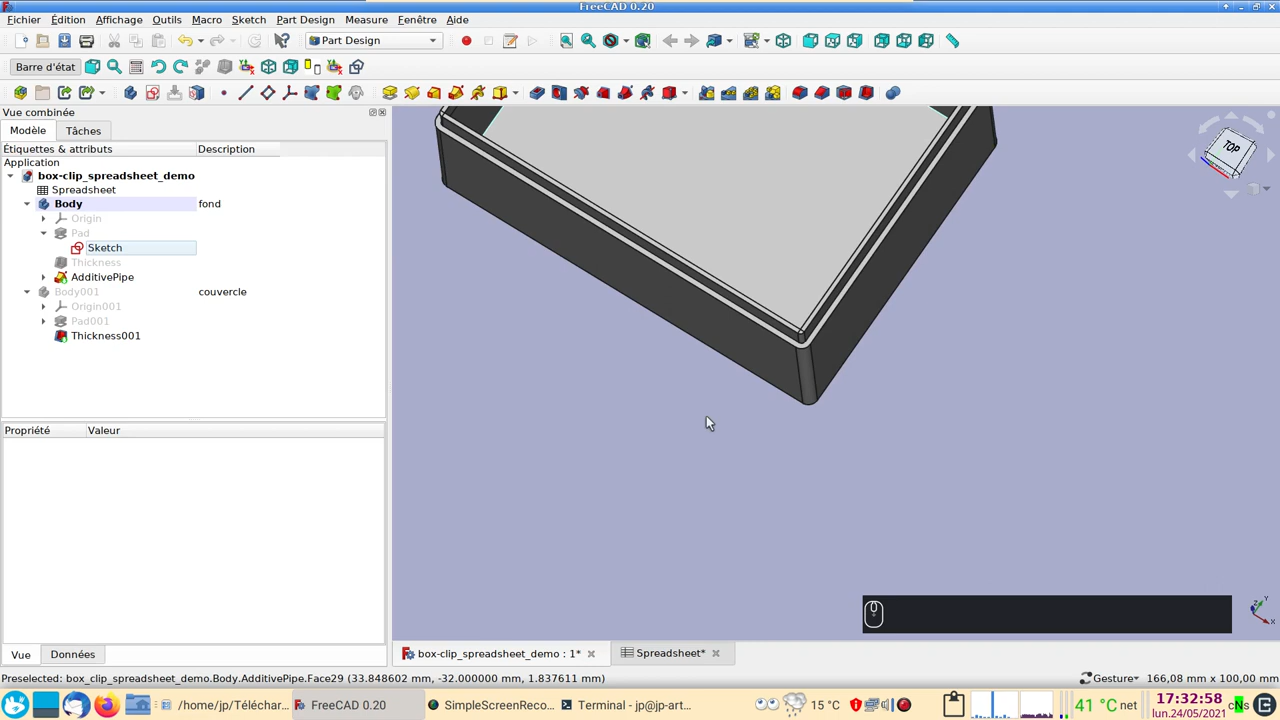 FreeCAD 0.20
Fichier Édition Affichage Outils Macro Sketch Part Design Measure Fenêtre Aide
Part Design
Barre d'état
Vue combinée
Modèle Tâches
Étiquettes & attributs Description
Application
box-clip_spreadsheet_demo
Spreadsheet
Body fond
Origin
Pad
Sketch
Thickness
AdditivePipe
Body001 couvercle
Origin001
Pad001
Thickness001
TOP
Propriété Valeur
Y
X
Vue Données
box-clip_spreadsheet_demo : 1* Spreadsheet*
Preselected: box_clip_spreadsheet_demo.Body.AdditivePipe.Face29 (33.848602 mm, -32.000000 mm, 1.837611 mm) Gesture 166,08 mm x 100,00 mm
/home/jp/Téléchar... FreeCAD 0.20 SimpleScreenReco... Terminal - jp@jp-art... 15 °C 41 °C net 17:32:58
lun.24/05/2021